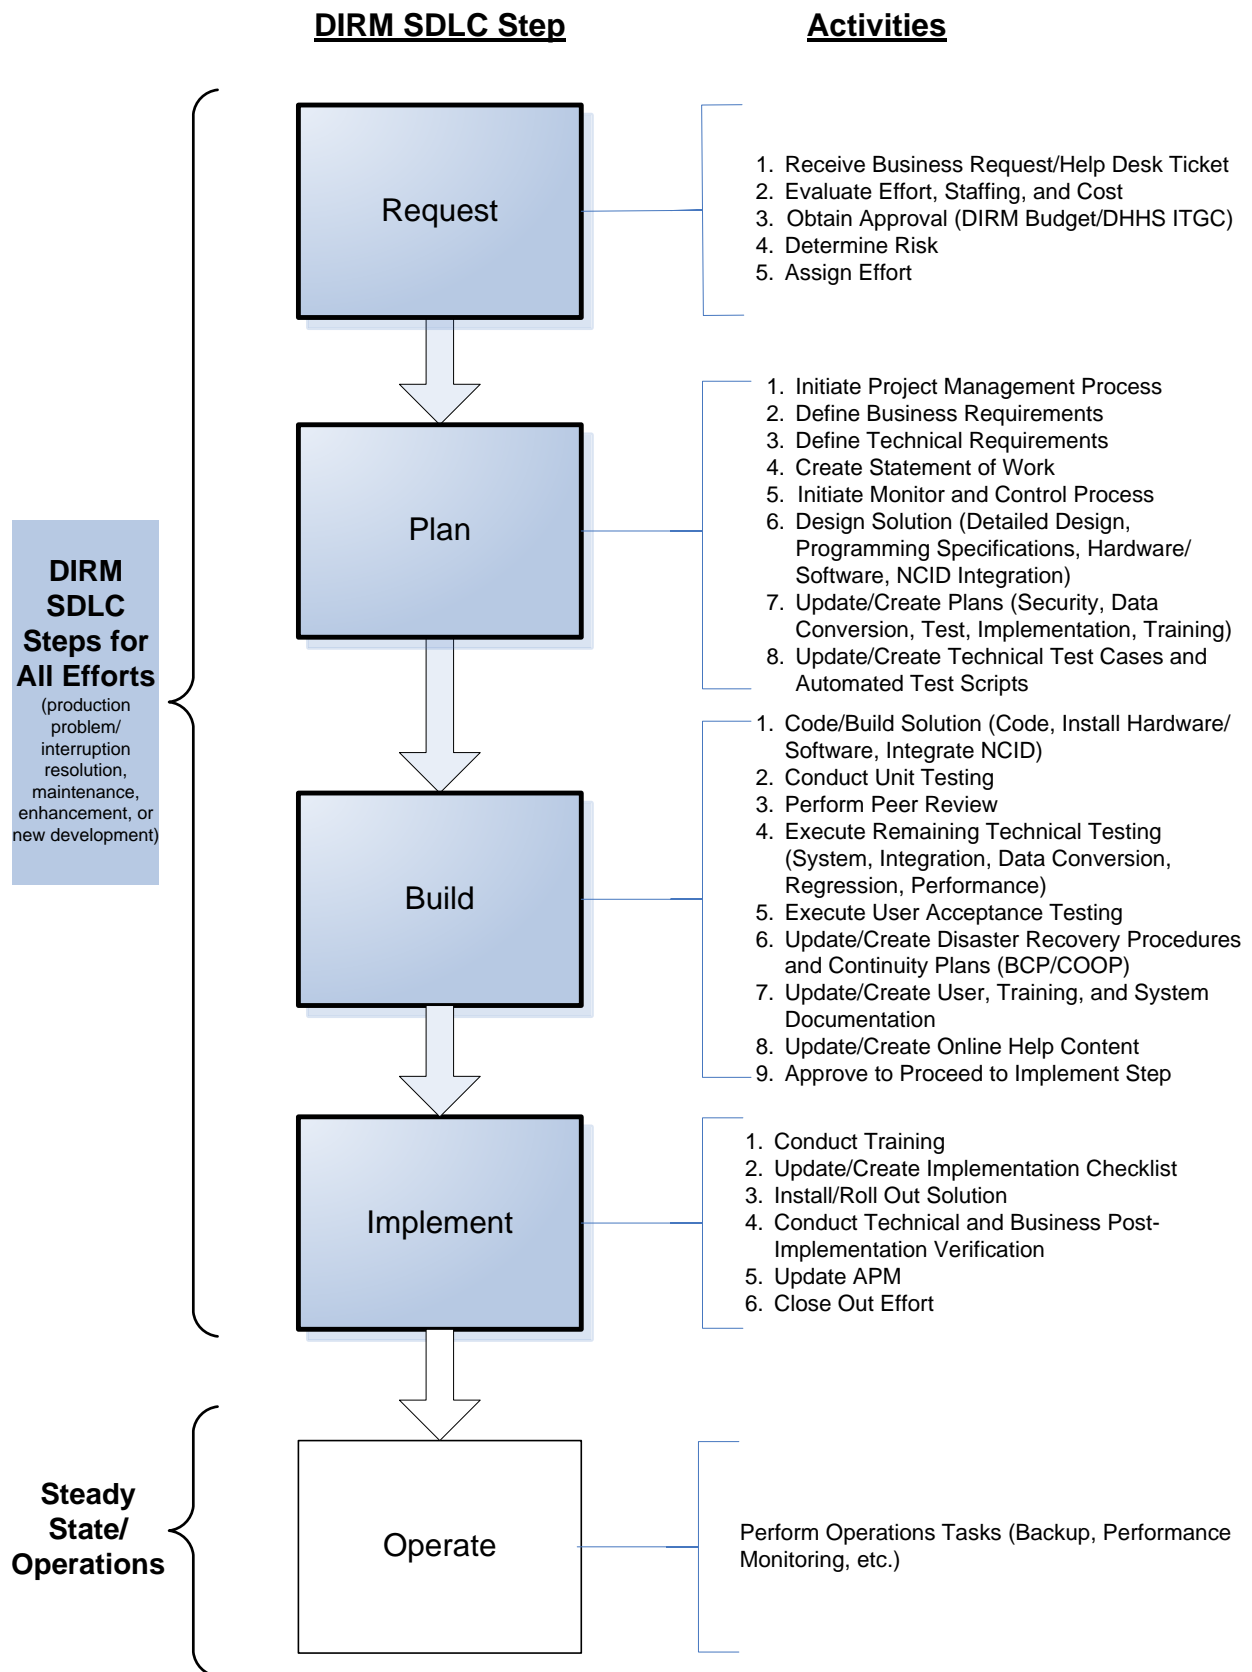 DIRM SDLC Step
Activities
DIRM
SDLC
Steps for
All Efforts
(production
problem/
interruption
resolution,
maintenance,
enhancement, or
new development)
Request
1. Receive Business Request/Help Desk Ticket
2. Evaluate Effort, Staffing, and Cost
3. Obtain Approval (DIRM Budget/DHHS ITGC)
4. Determine Risk
5. Assign Effort
Plan
1. Initiate Project Management Process
2. Define Business Requirements
3. Define Technical Requirements
4. Create Statement of Work
5. Initiate Monitor and Control Process
6. Design Solution (Detailed Design,
Programming Specifications, Hardware/
Software, NCID Integration)
7. Update/Create Plans (Security, Data
Conversion, Test, Implementation, Training)
8. Update/Create Technical Test Cases and
Automated Test Scripts
Build
1. Code/Build Solution (Code, Install Hardware/
Software, Integrate NCID)
2. Conduct Unit Testing
3. Perform Peer Review
4. Execute Remaining Technical Testing
(System, Integration, Data Conversion,
Regression, Performance)
5. Execute User Acceptance Testing
6. Update/Create Disaster Recovery Procedures
and Continuity Plans (BCP/COOP)
7. Update/Create User, Training, and System
Documentation
8. Update/Create Online Help Content
9. Approve to Proceed to Implement Step
Implement
1. Conduct Training
2. Update/Create Implementation Checklist
3. Install/Roll Out Solution
4. Conduct Technical and Business Post-
Implementation Verification
5. Update APM
6. Close Out Effort
Steady
State/
Operations
Operate
Perform Operations Tasks (Backup, Performance
Monitoring, etc.)